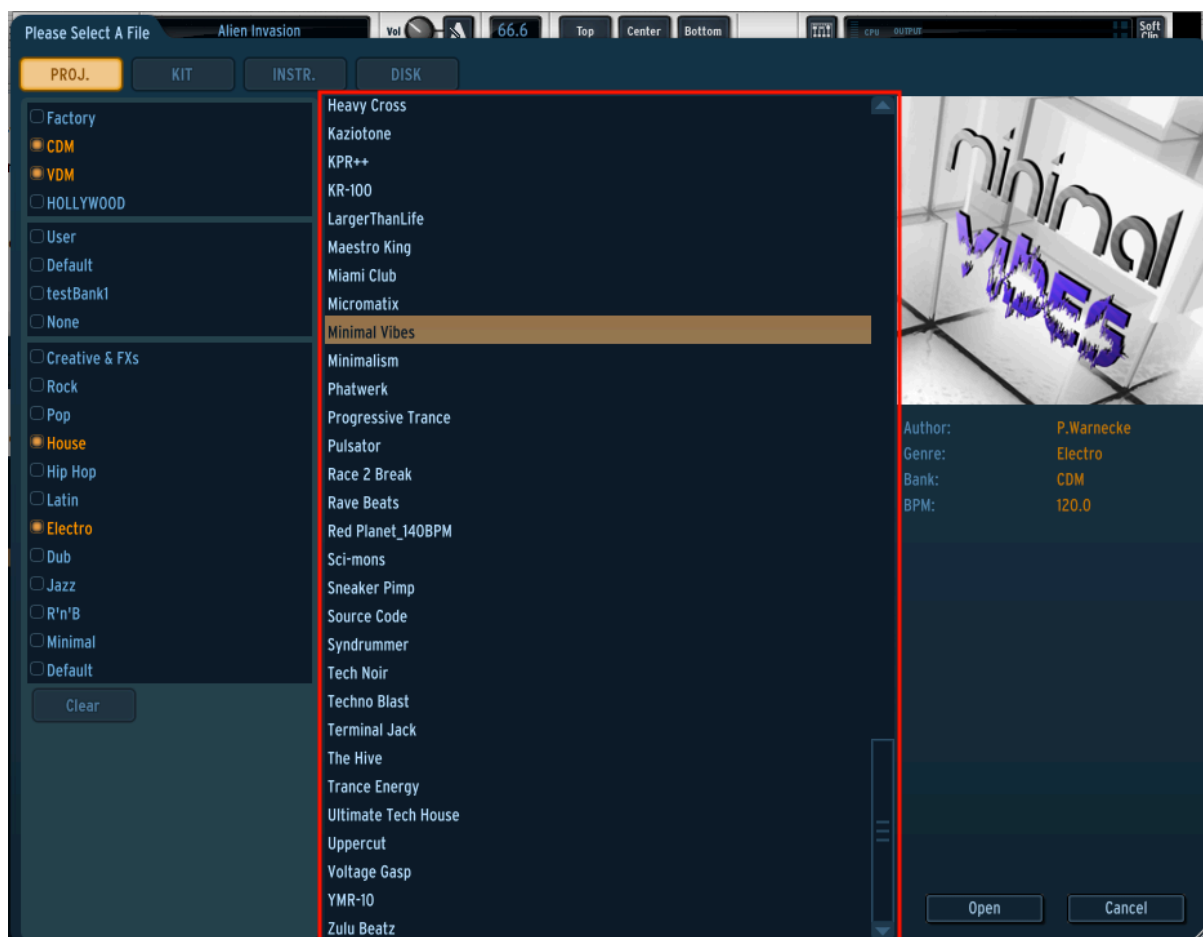 Please Select A File
Alien Invasion
Vol
66.6
Top
Center
Bottom
CPU
OUTPUT
Soft
Clip
PROJ.
KIT
INSTR.
DISK
Factory
CDM
VDM
HOLLYWOOD
User
Default
testBank1
None
Creative & FXs
Rock
Pop
House
Hip Hop
Latin
Electro
Dub
Jazz
R'n'B
Minimal
Default
Clear
Heavy Cross
Kaziotone
KPR++
KR-100
LargerThanLife
Maestro King
Miami Club
Micromatix
Minimal Vibes
Minimalism
Phatwerk
Progressive Trance
Pulsator
Race 2 Break
Rave Beats
Red Planet_140BPM
Sci-mons
Sneaker Pimp
Source Code
Syndrummer
Tech Noir
Techno Blast
Terminal Jack
The Hive
Trance Energy
Ultimate Tech House
Uppercut
Voltage Gasp
YMR-10
Zulu Beatz
minimal
VIBES
Author: P.Warnecke
Genre: Electro
Bank: CDM
BPM: 120.0
Open
Cancel